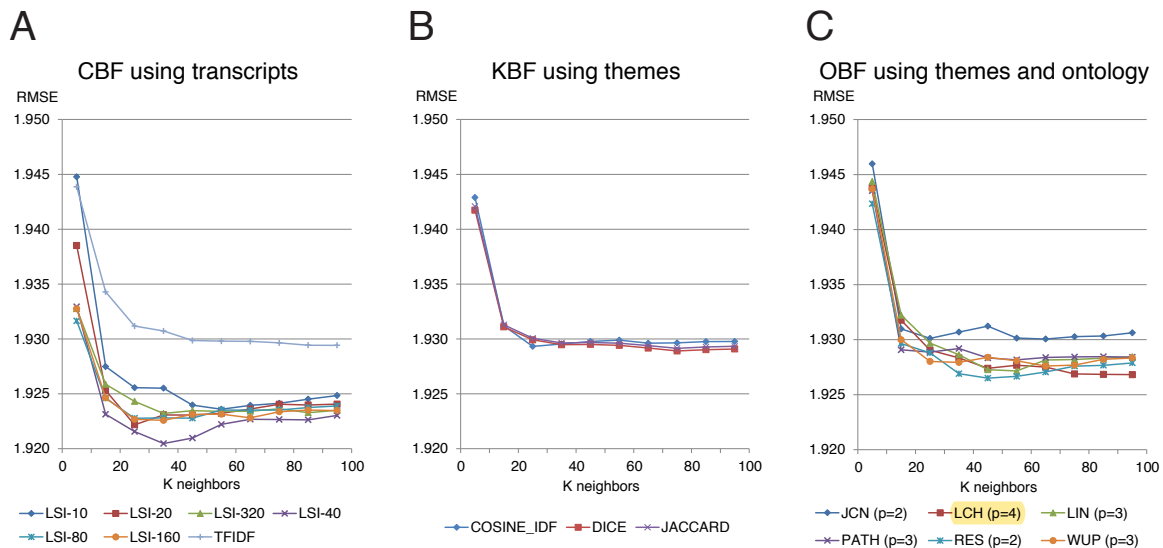 A
CBF using transcripts
RMSE
1.950
1.945
1.940
1.935
1.930
1.925
1.920
0 20 40 60 80 100
K neighbors
LSI-10 LSI-20 LSI-320 LSI-40
LSI-80 LSI-160 TFIDF
B
KBF using themes
RMSE
1.950
1.945
1.940
1.935
1.930
1.925
1.920
0 20 40 60 80 100
K neighbors
COSINE_IDF DICE JACCARD
C
OBF using themes and ontology
RMSE
1.950
1.945
1.940
1.935
1.930
1.925
1.920
0 20 40 60 80 100
K neighbors
JCN (p=2) LCH (p=4) LIN (p=3)
PATH (p=3) RES (p=2) WUP (p=3)